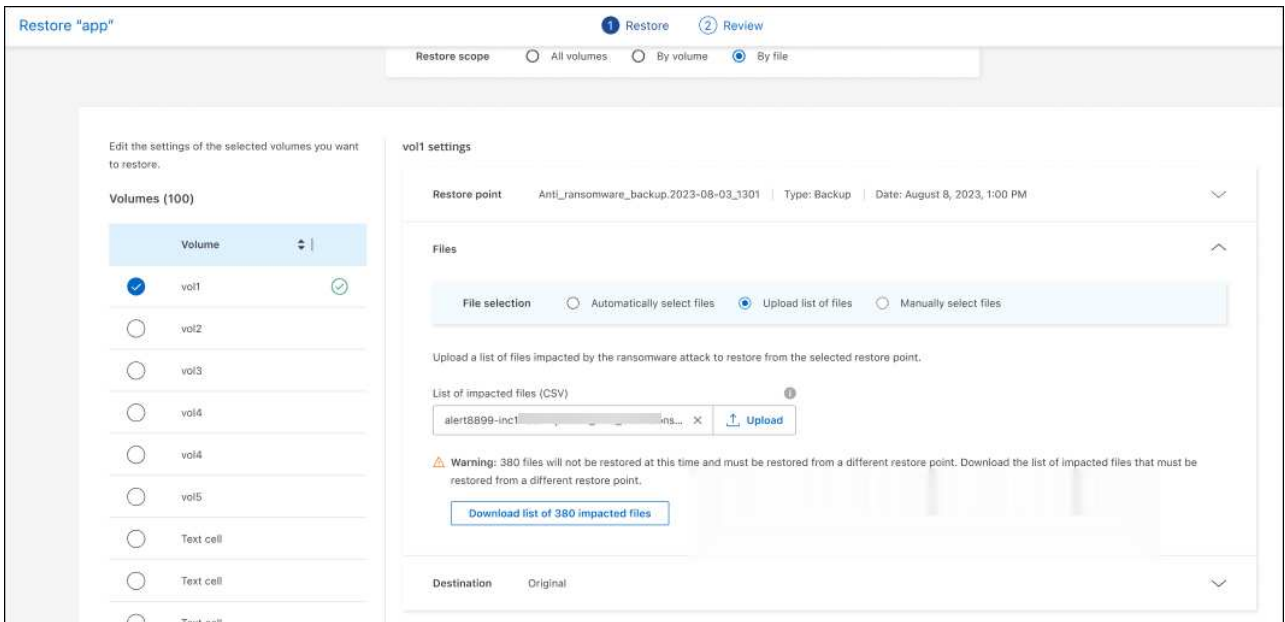 Restore "app"
1 Restore
2 Review
Restore scope All volumes By volume By file
Edit the settings of the selected volumes you want
to restore.
Volumes (100)
Volume
vol1
vol2
vol3
vol4
vol4
vol5
Text cell
Text cell
Text cell
vol1 settings
Restore point Anti_ransomware_backup.2023-08-03_1301 | Type: Backup | Date: August 8, 2023, 1:00 PM
Files
File selection Automatically select files Upload list of files Manually select files
Upload a list of files impacted by the ransomware attack to restore from the selected restore point.
List of impacted files (CSV)
alert8899-inc1 ons... Upload
Warning: 380 files will not be restored at this time and must be restored from a different restore point. Download the list of impacted files that must be
restored from a different restore point.
Download list of 380 impacted files
Destination Original